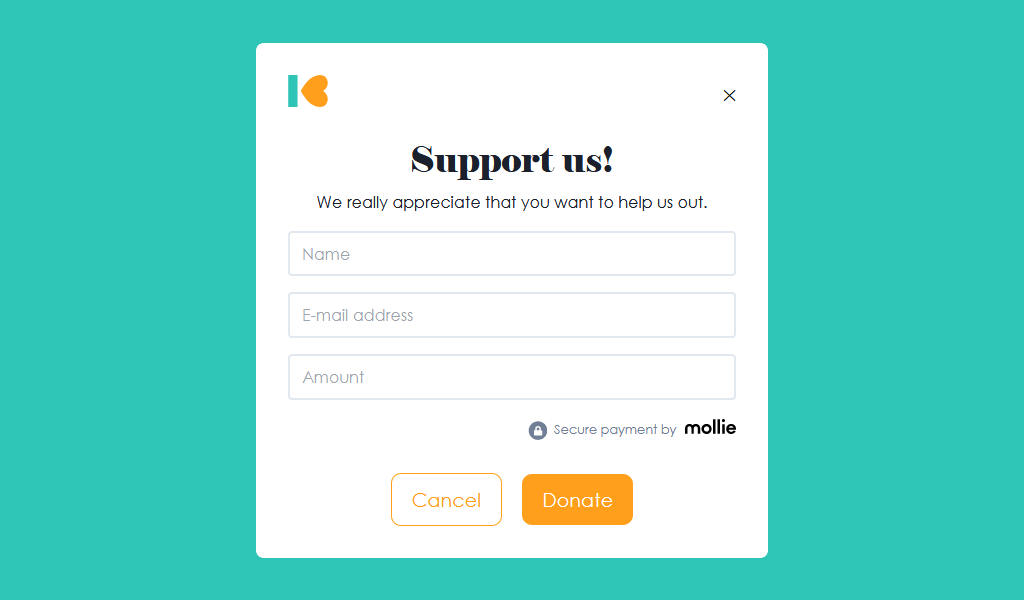 Support us!
We really appreciate that you want to help us out.
Name
E-mail address
Amount
Secure payment by mollie
Cancel Donate